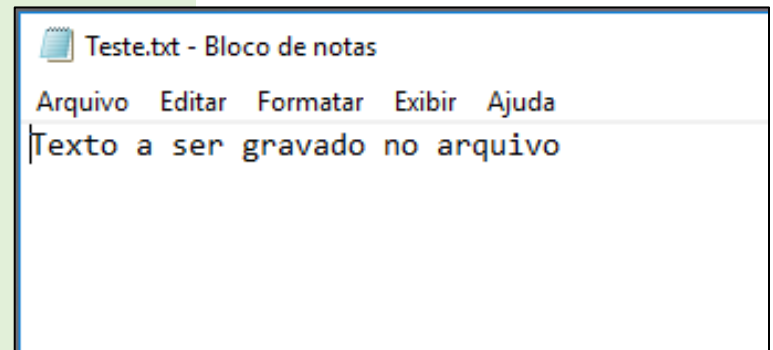 Teste.txt - Bloco de notas
Arquivo Editar Formatar Exibir Ajuda
Texto a ser gravado no arquivo